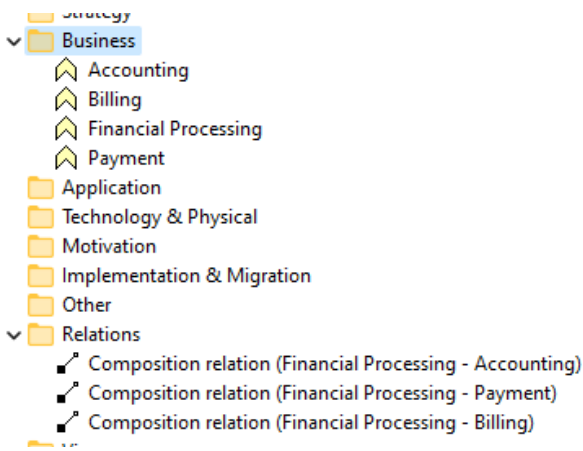 Strategy
Business
Accounting
Billing
Financial Processing
Payment
Application
Technology & Physical
Motivation
Implementation & Migration
Other
Relations
Composition relation (Financial Processing - Accounting)
Composition relation (Financial Processing - Payment)
Composition relation (Financial Processing - Billing)